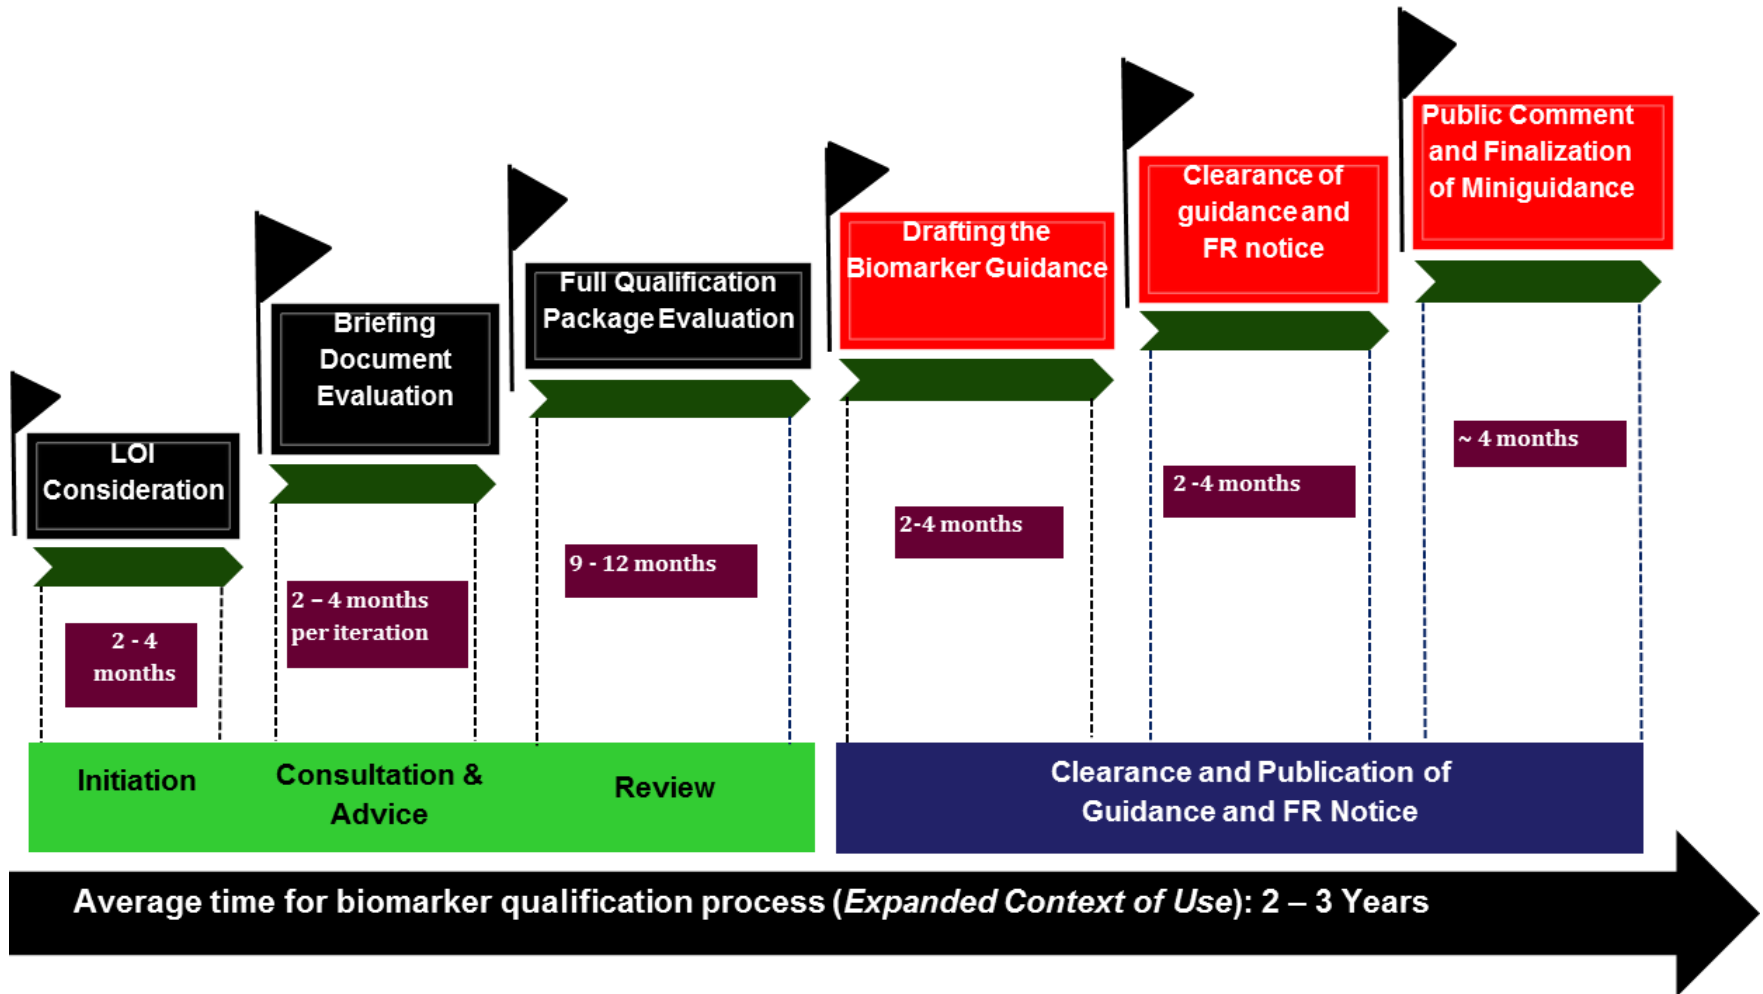 LOI
Consideration
2 - 4
months
Briefing
Document
Evaluation
2 – 4 months
per iteration
Full Qualification
Package Evaluation
9 - 12 months
Drafting the
Biomarker Guidance
2-4 months
Clearance of
guidance and
FR notice
2 -4 months
Public Comment
and Finalization
of Miniguidance
~ 4 months
Initiation
Consultation &
Advice
Review
Clearance and Publication of
Guidance and FR Notice
Average time for biomarker qualification process (Expanded Context of Use): 2 – 3 Years